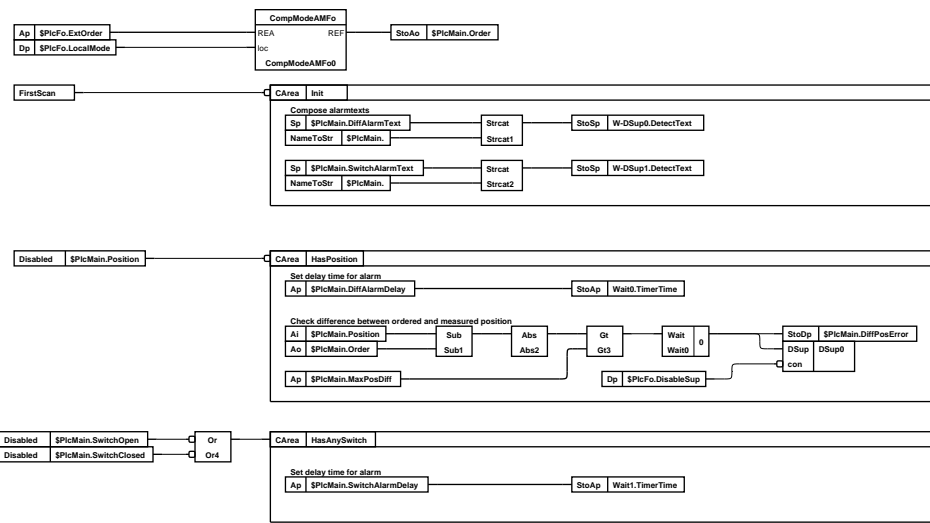 CompModeAMFo
Ap $PlcFo.ExtOrder REA REF StoAo $PlcMain.Order
Dp $PlcFo.LocalMode loc
CompModeAMFo0
FirstScan CArea Init
Compose alarmtexts
Sp $PlcMain.DiffAlarmText Strcat StoSp W-DSup0.DetectText
NameToStr $PlcMain. Strcat1
Sp $PlcMain.SwitchAlarmText Strcat StoSp W-DSup1.DetectText
NameToStr $PlcMain. Strcat2
Disabled $PlcMain.Position CArea HasPosition
Set delay time for alarm
Ap $PlcMain.DiffAlarmDelay StoAp Wait0.TimerTime
Check difference between ordered and measured position
Ai $PlcMain.Position Sub Abs Gt Wait 0 StoDp $PlcMain.DiffPosError
Ao $PlcMain.Order Sub1 Abs2 Gt3 Wait0 DSup DSup0
con
Ap $PlcMain.MaxPosDiff Dp $PlcFo.DisableSup
Disabled $PlcMain.SwitchOpen Or CArea HasAnySwitch
Disabled $PlcMain.SwitchClosed Or4
Set delay time for alarm
Ap $PlcMain.SwitchAlarmDelay StoAp Wait1.TimerTime